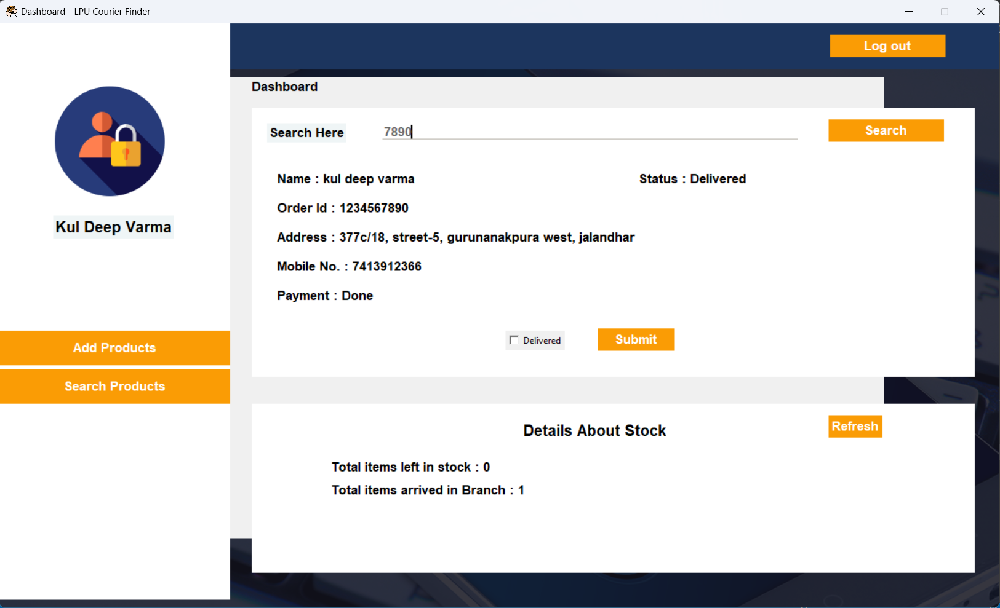 Dashboard - LPU Courier Finder
Log out
Kul Deep Varma
Add Products
Search Products
Dashboard
Search Here 7890 Search
Name : kul deep varma Status : Delivered
Order Id : 1234567890
Address : 377c/18, street-5, gurunanakpura west, jalandhar
Mobile No. : 7413912366
Payment : Done
Delivered Submit
Details About Stock Refresh
Total items left in stock : 0
Total items arrived in Branch : 1